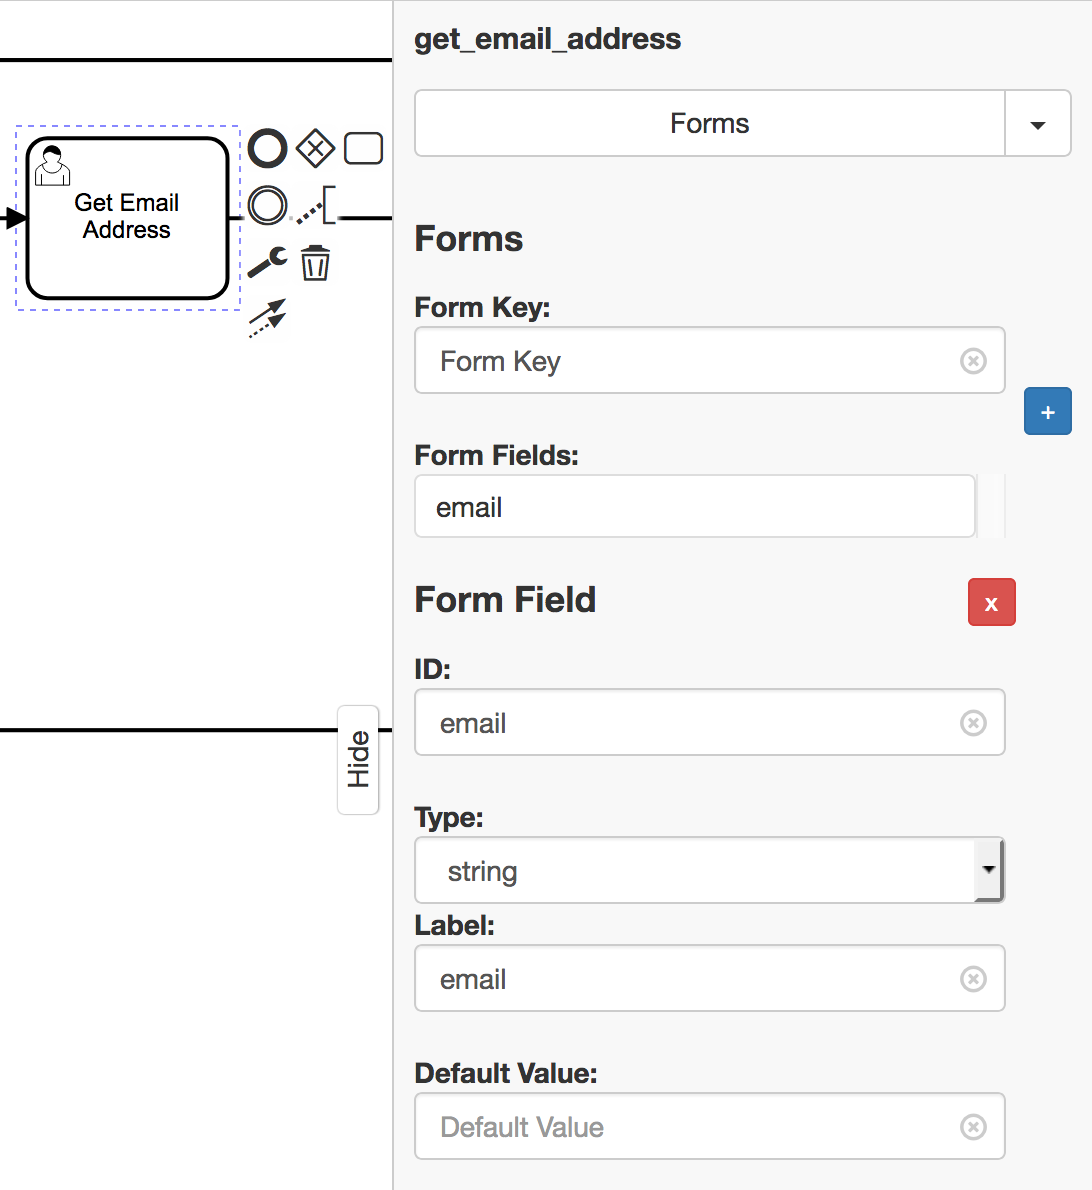 Get Email
Address
Hide
get_email_address
Forms
Forms
Form Key:
Form Key
+
Form Fields:
email
Form Field
x
ID:
email
Type:
string
Label:
email
Default Value:
Default Value